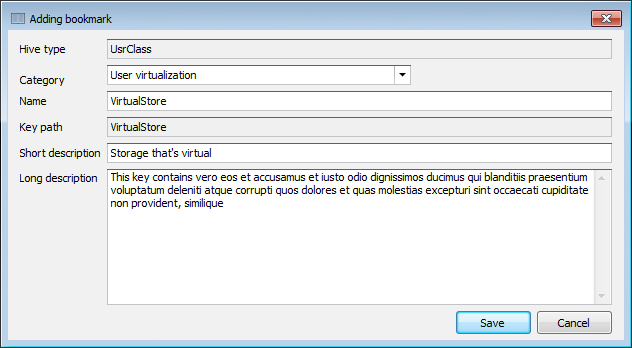 Adding bookmark
Hive type UsrClass
Category User virtualization
Name VirtualStore
Key path VirtualStore
Short description Storage that's virtual
Long description This key contains vero eos et accusamus et iusto odio dignissimos ducimus qui blanditiis praesentium
voluptatum deleniti atque corrupti quos dolores et quas molestias excepturi sint occaecati cupiditate
non provident, similique
Save Cancel